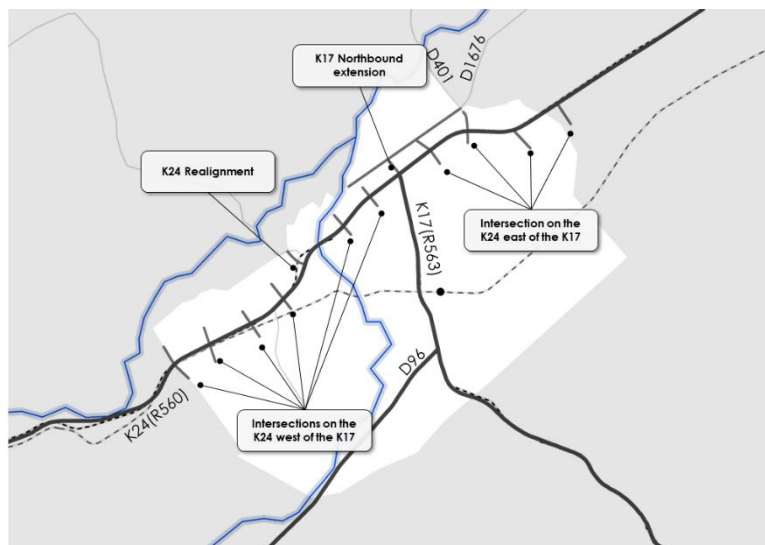 K17 Northbound
extension
D401
D1676
K24 Realignment
K17(R563)
Intersection on the
K24 east of the K17
D96
K24(R560)
Intersections on the
K24 west of the K17